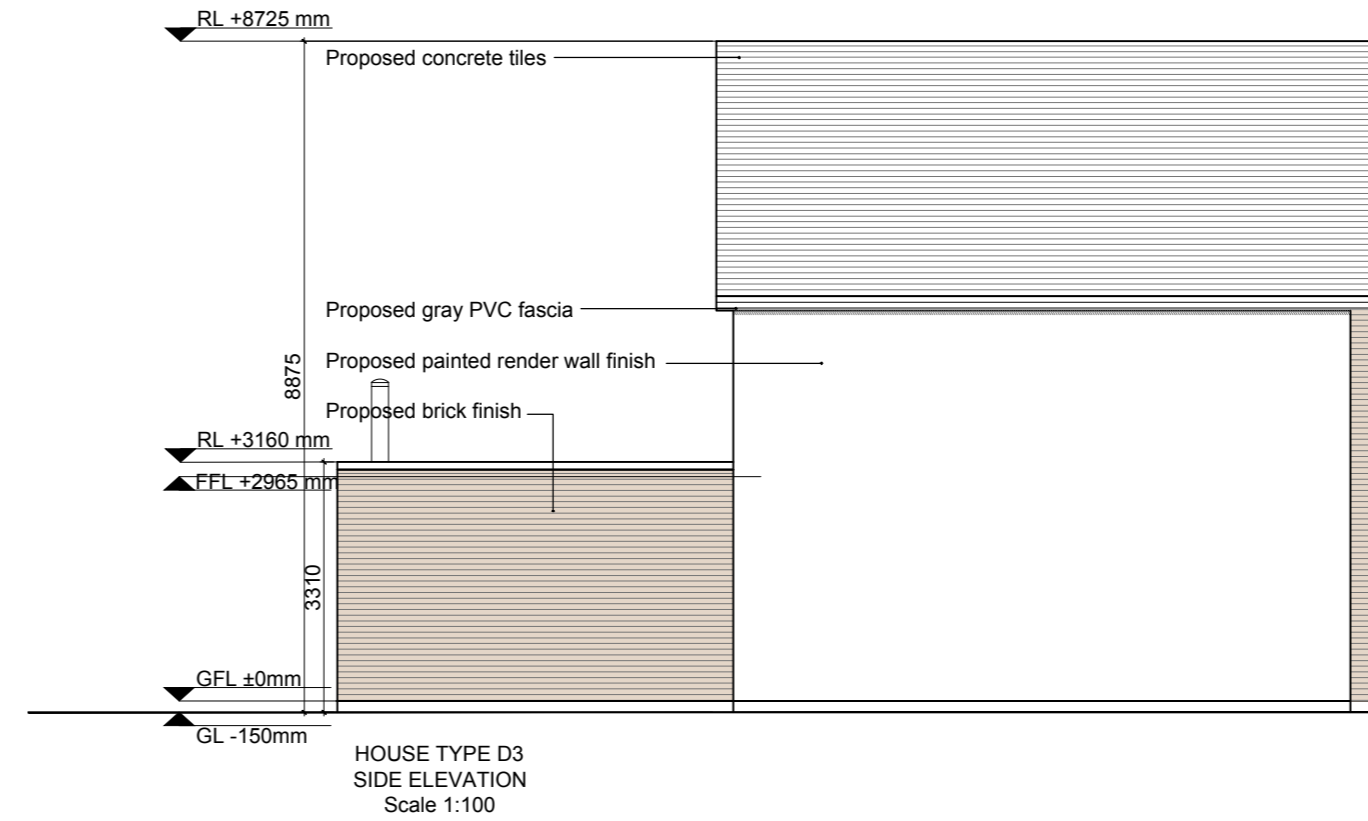 RL +8725 mm
Proposed concrete tiles
Proposed gray PVC fascia
Proposed painted render wall finish
8875
Proposed brick finish
RL +3160 mm
FFL +2965 mm
3310
GFL ±0mm
GL -150mm
HOUSE TYPE D3
SIDE ELEVATION
Scale 1:100